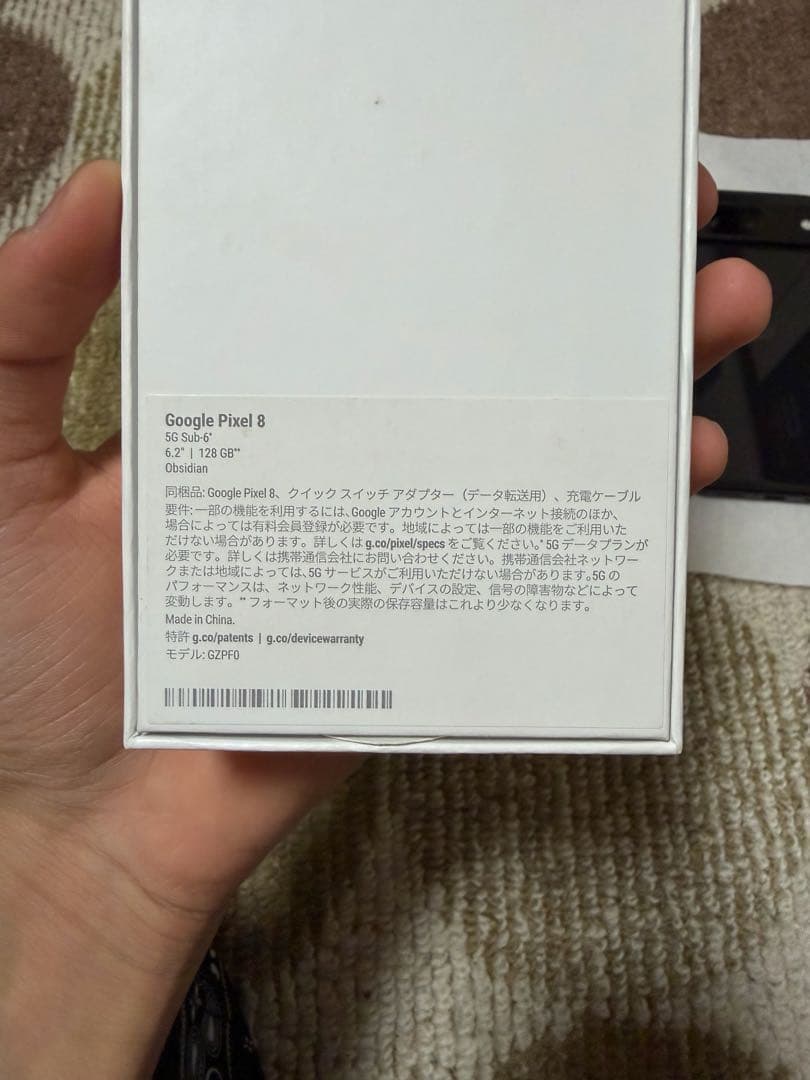 Google Pixel 8
5G Sub-6*
6.2" | 128 GB**
Obsidian
同梱品: Google Pixel 8、クイック スイッチ アダプター（データ転送用）、充電ケーブル
要件: 一部の機能を利用するには、Google アカウントとインターネット接続のほか、
場合によっては有料会員登録が必要です。地域によっては一部の機能をご利用いた
だけない場合があります。詳しくは g.co/pixel/specs をご覧ください。* 5G データプランが
必要です。詳しくは携帯通信会社にお問い合わせください。携帯通信会社ネットワー
クまたは地域によっては、5G サービスがご利用いただけない場合があります。5G の
パフォーマンスは、ネットワーク性能、デバイスの設定、信号の障害物などによって
変動します。** フォーマット後の実際の保存容量はこれより少なくなります。
Made in China.
特許 g.co/patents | g.co/devicewarranty
モデル: GZPF0